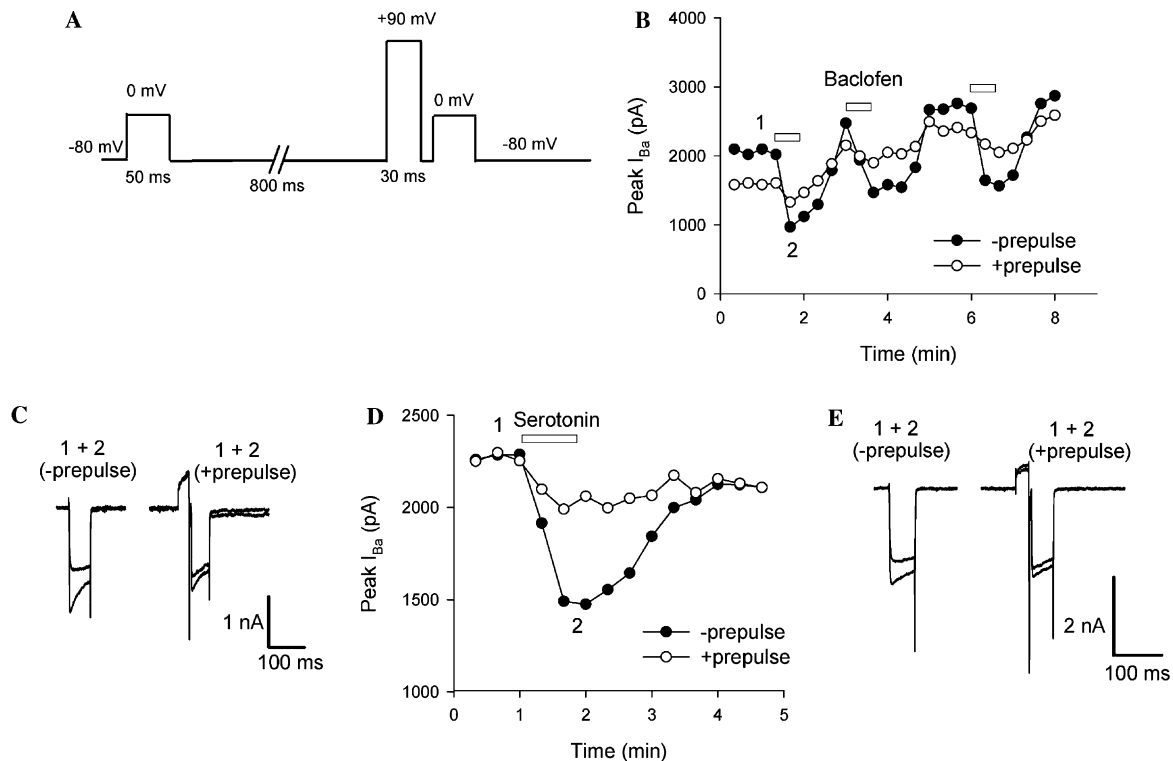 A
+90 mV
0 mV
0 mV
-80 mV
-80 mV
50 ms
800 ms
30 ms
B
4000
3000
2000
1000
0
Peak I_Ba (pA)
Baclofen
1
2
-prepulse
+prepulse
0
2
4
6
8
Time (min)
C
1 + 2
(-prepulse)
1 + 2
(+prepulse)
1 nA
100 ms
D
2500
2000
1500
1000
Peak I_Ba (pA)
1
Serotonin
2
-prepulse
+prepulse
0
1
2
3
4
5
Time (min)
E
1 + 2
(-prepulse)
1 + 2
(+prepulse)
2 nA
100 ms